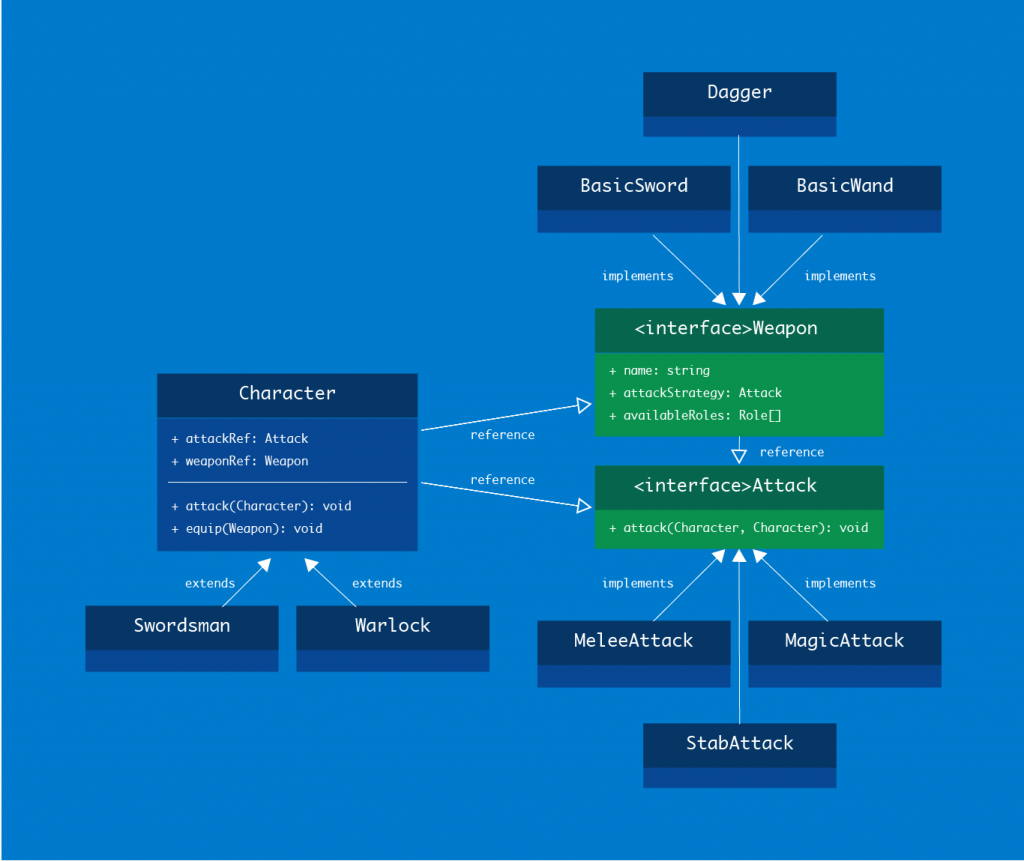 Dagger
BasicSword
BasicWand
implements
implements
<interface>Weapon
+ name: string
+ attackStrategy: Attack
+ availableRoles: Role[]
Character
+ attackRef: Attack
+ weaponRef: Weapon
+ attack(Character): void
+ equip(Weapon): void
reference
reference
reference
<interface>Attack
+ attack(Character, Character): void
extends
extends
Swordsman
Warlock
implements
implements
MeleeAttack
MagicAttack
StabAttack